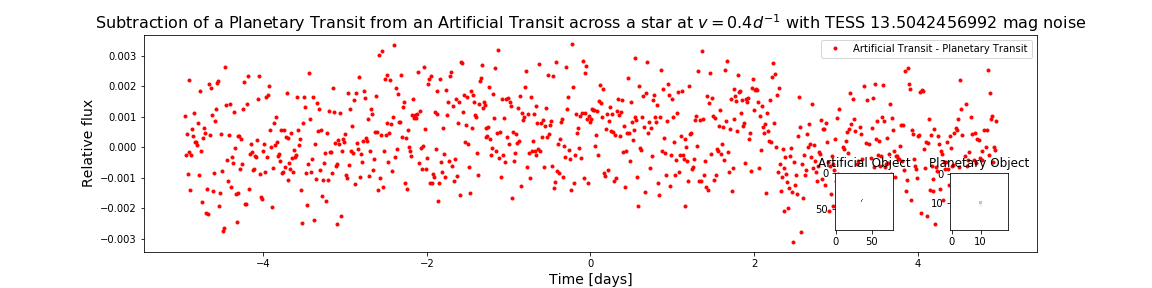 Subtraction of a Planetary Transit from an Artificial Transit across a star at v = 0.4d⁻¹ with TESS 13.5042456992 mag noise
Artificial Transit - Planetary Transit
Relative flux
0.003
0.002
0.001
0.000
−0.001
−0.002
−0.003
Artificial Object
0
50
0 50
Planetary Object
0
10
0 10
−4 −2 0 2 4
Time [days]